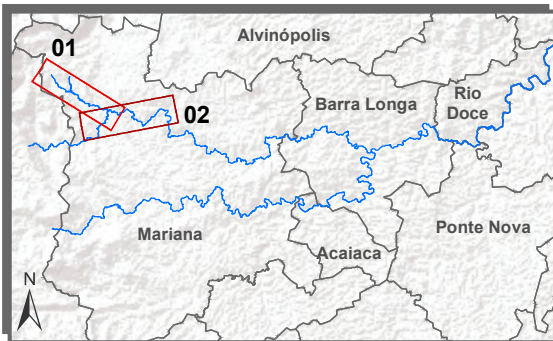 01
Alvinópolis
02
Barra Longa
Rio
Doce
Mariana
Ponte Nova
Acaiaca
N